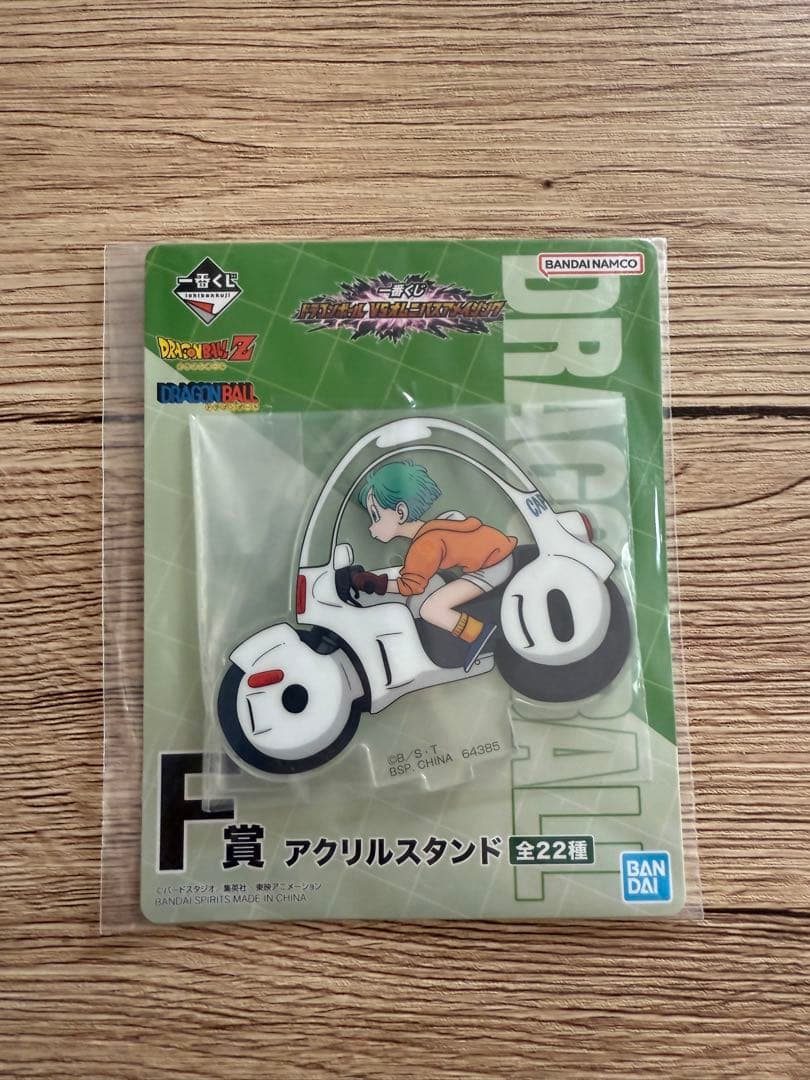 一番くじ
ichibankuji
BANDAI NAMCO
一番くじ
ドラゴンボール VSオムニバスアメイジング
DRAGON BALL Z
DRAGON BALL
DRAGON BALL
CAP
©B/S・T
BSP. CHINA 64385
F賞 アクリルスタンド 全22種
©バードスタジオ/集英社 東映アニメーション
BANDAI SPIRITS MADE IN CHINA
BAN
DAI